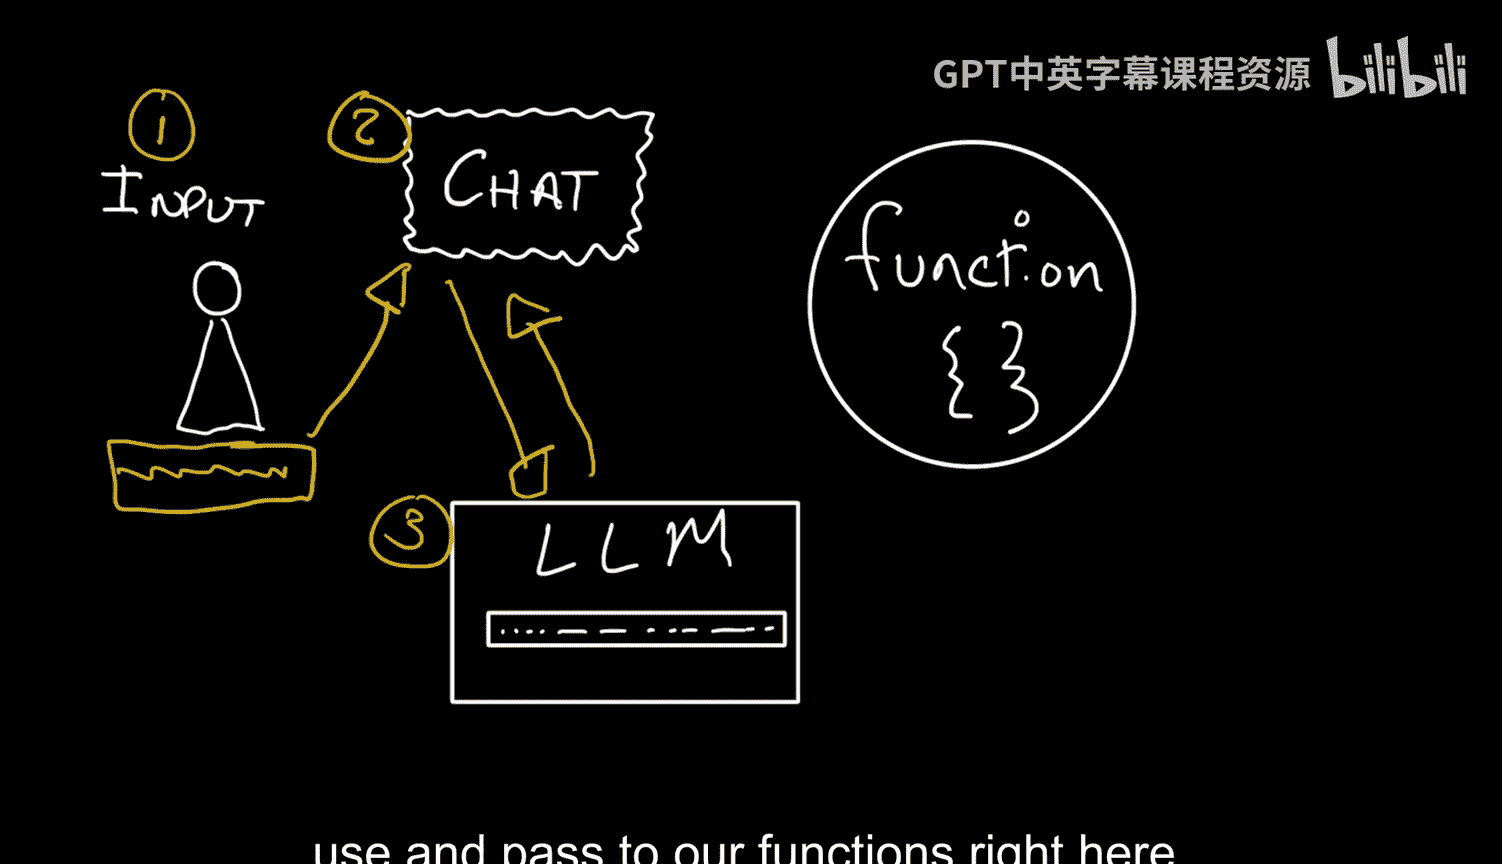 GPT中英字幕课程资源 bilibili
1
INPUT
2
CHAT
function
{ }
3
LLM
use and pass to our functions right here